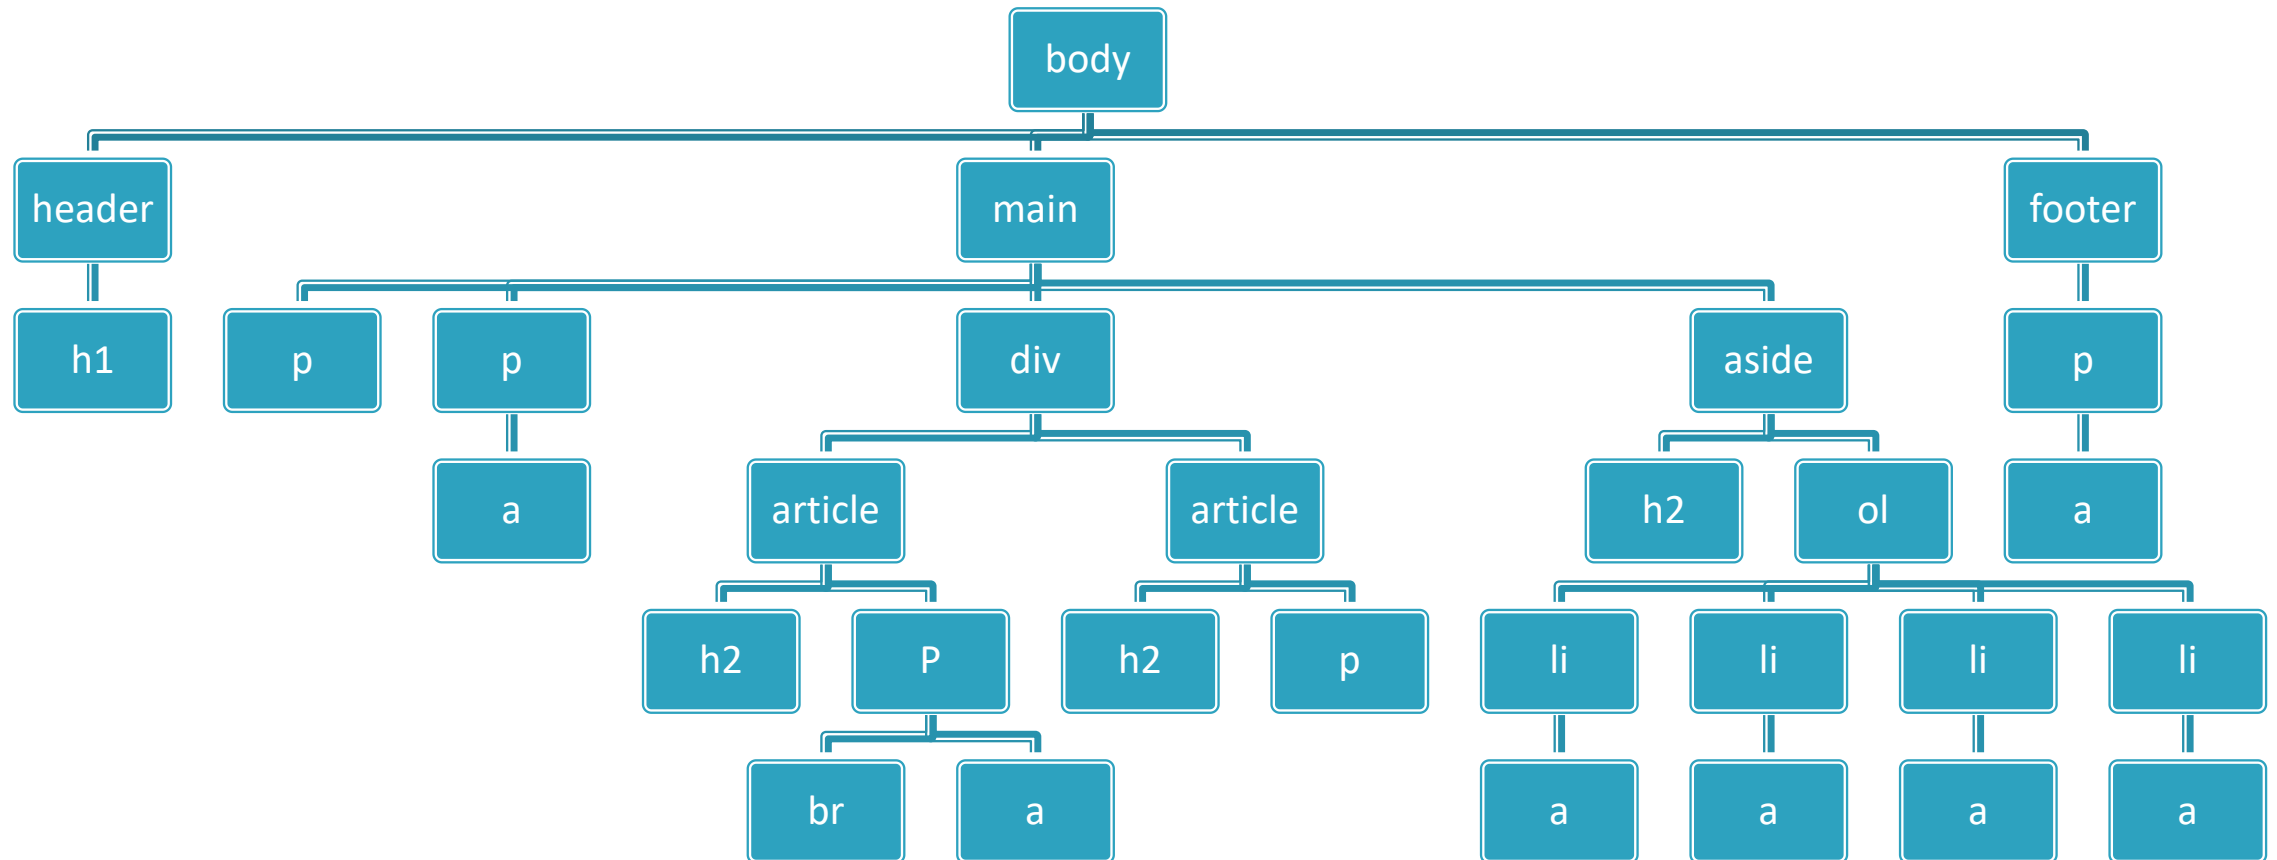 body
header
main
footer
h1
p
p
div
aside
p
a
article
article
h2
ol
a
h2
P
h2
p
li
li
li
li
br
a
a
a
a
a